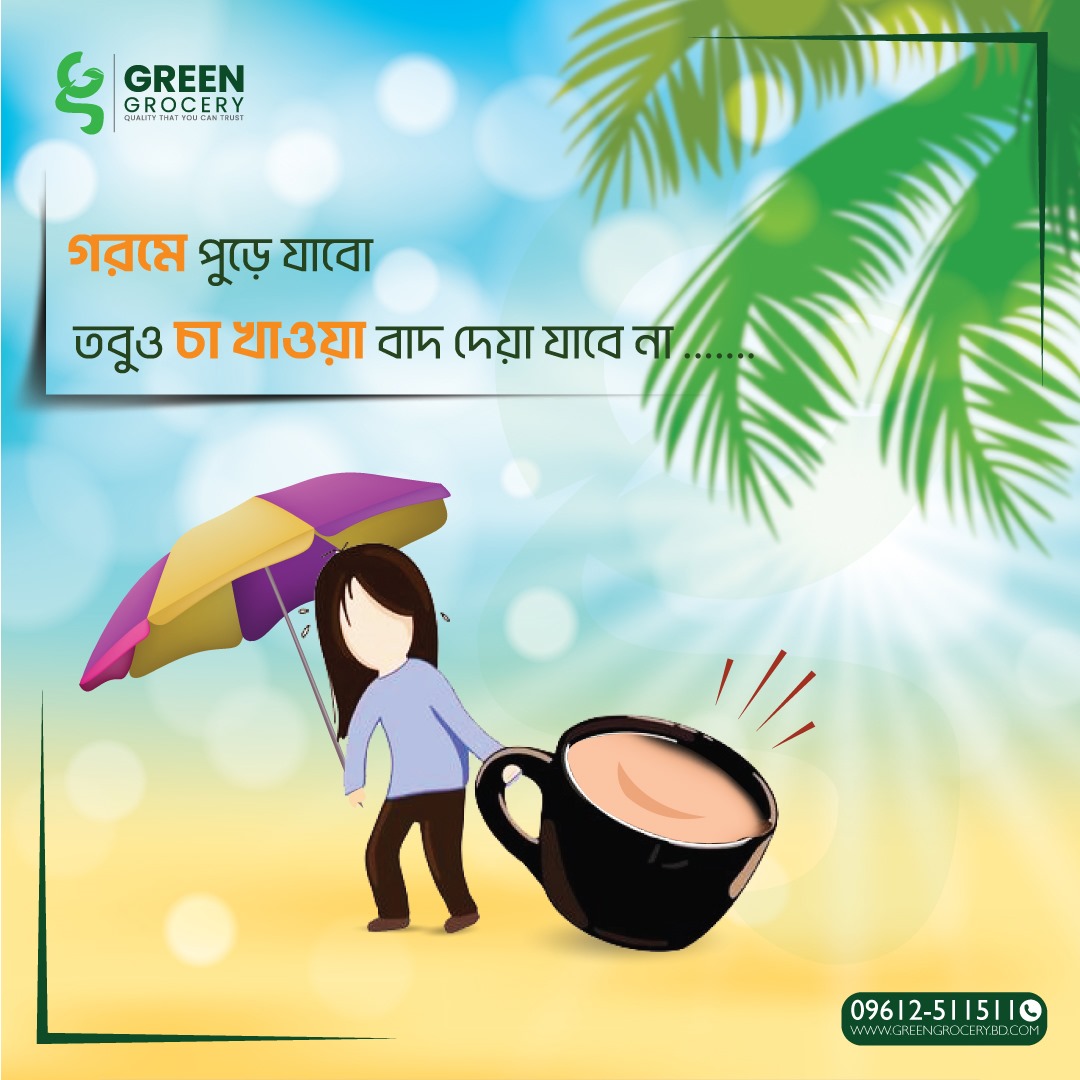 GREEN
GROCERY
QUALITY THAT YOU CAN TRUST
গরমে পুড়ে যাবো
তবুও চা খাওয়া বাদ দেয়া যাবে না .......
09612-511511
WWW.GREENGROCERYBD.COM